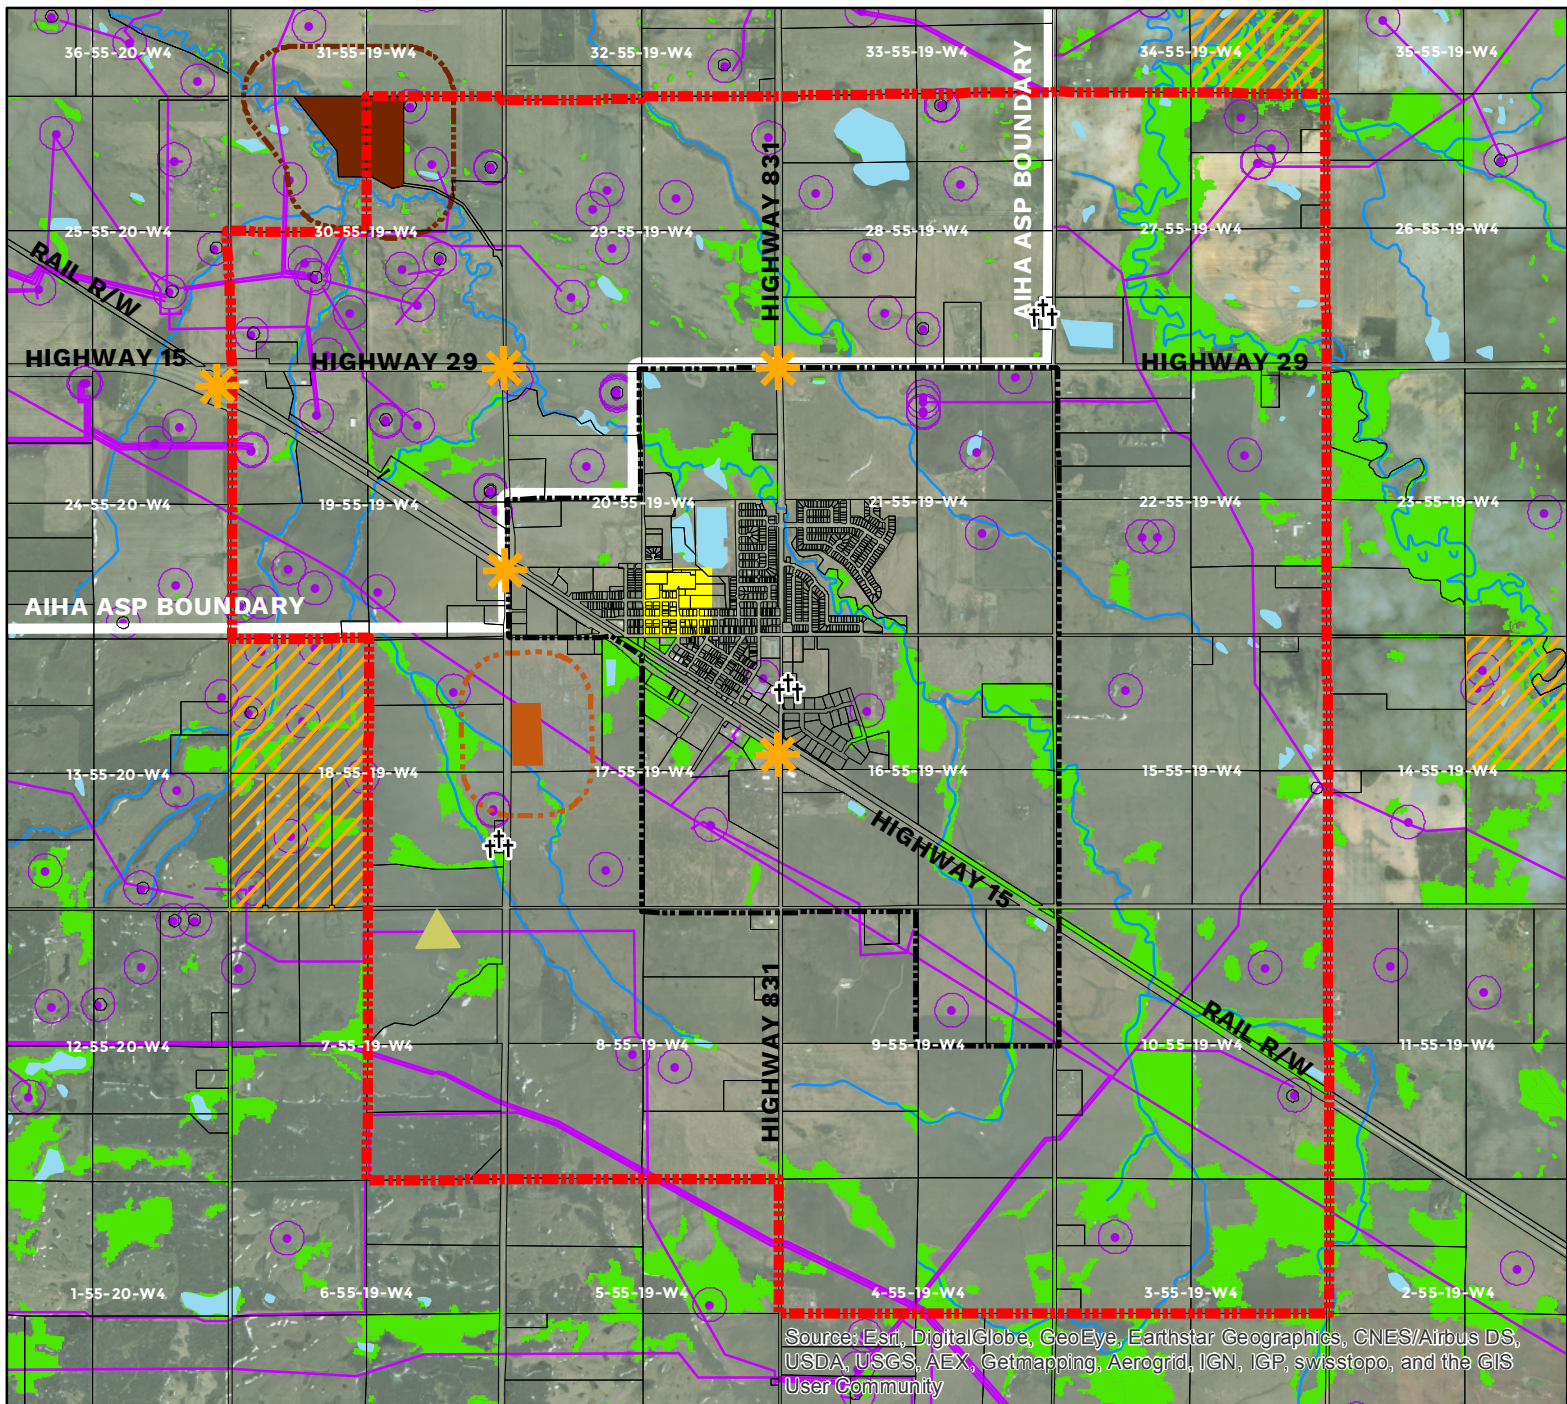 36-55-20-W4
31-55-19-W4
32-55-19-W4
33-55-19-W4
34-55-19-W4
35-55-19-W4
AIHA ASP BOUNDARY
HIGHWAY 831
25-55-20-W4
30-55-19-W4
29-55-19-W4
28-55-19-W4
27-55-19-W4
26-55-19-W4
RAIL R/W
HIGHWAY 15
HIGHWAY 29
HIGHWAY 29
24-55-20-W4
19-55-19-W4
20-55-19-W4
21-55-19-W4
22-55-19-W4
23-55-19-W4
AIHA ASP BOUNDARY
13-55-20-W4
18-55-19-W4
17-55-19-W4
16-55-19-W4
15-55-19-W4
14-55-19-W4
HIGHWAY 15
HIGHWAY 831
12-55-20-W4
7-55-19-W4
8-55-19-W4
9-55-19-W4
10-55-19-W4
11-55-19-W4
RAIL R/W
1-55-20-W4
6-55-19-W4
5-55-19-W4
4-55-19-W4
3-55-19-W4
2-55-19-W4
Source: Esri, DigitalGlobe, GeoEye, Earthstar Geographics, CNES/Airbus DS,
USDA, USGS, AEX, Getmapping, Aerogrid, IGN, IGP, swisstopo, and the GIS
User Community